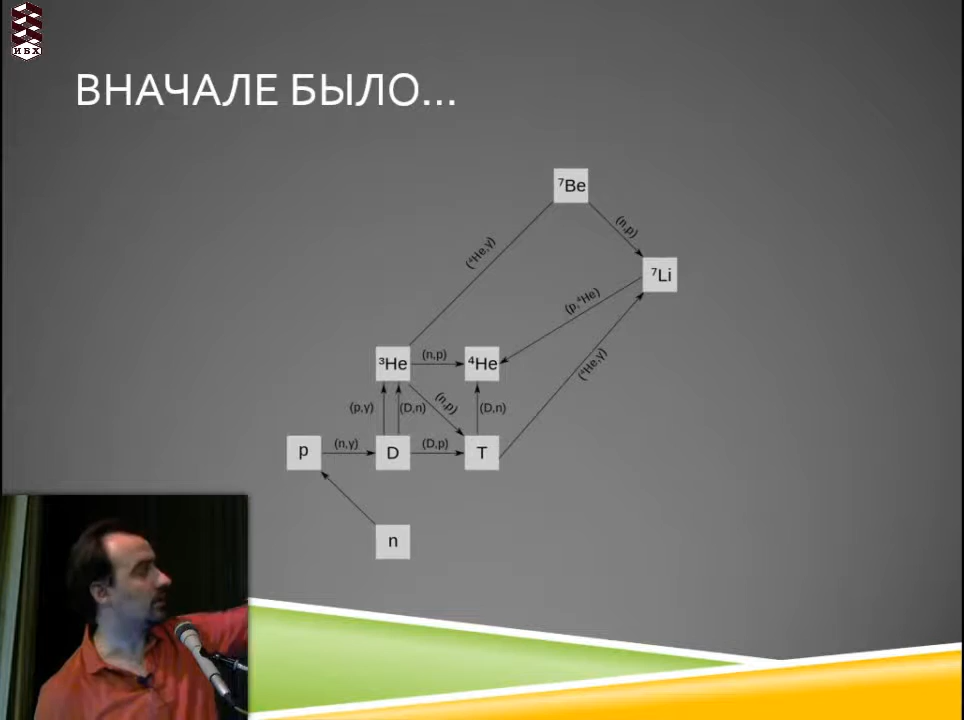 ИБХ
ВНАЧАЛЕ БЫЛО...
⁷Be
(n,p)
(⁴He,γ)
⁷Li
(p,⁴He)
³He
(n,p)
⁴He
(⁴He,γ)
(p,γ)
(D,n)
(n,p)
(D,n)
p
(n,γ)
D
(D,p)
T
n